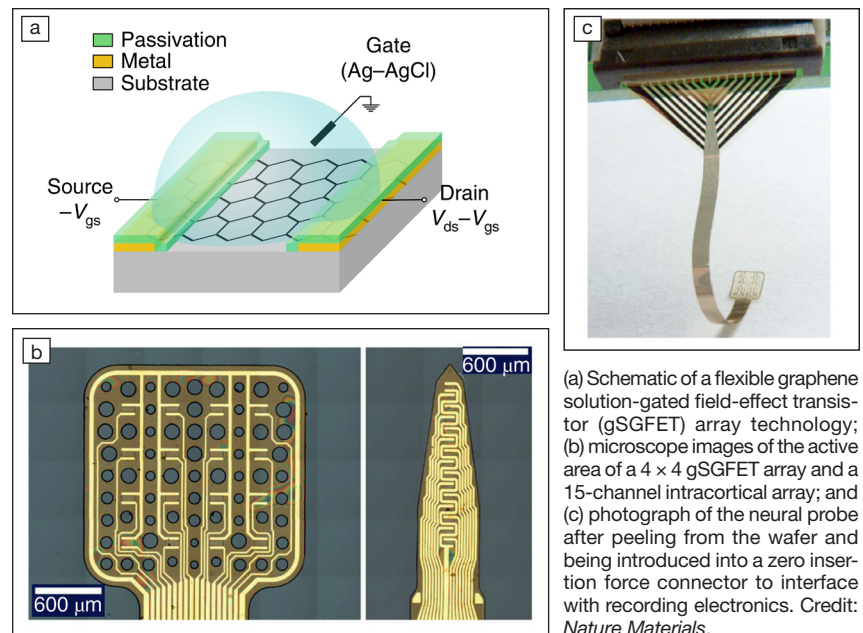 a
Passivation
Metal
Substrate
Gate
(Ag–AgCl)
Source
–Vgs
Drain
Vds–Vgs
b
600 μm
600 μm
c
(a) Schematic of a flexible graphene
solution-gated field-effect transis-
tor (gSGFET) array technology;
(b) microscope images of the active
area of a 4 × 4 gSGFET array and a
15-channel intracortical array; and
(c) photograph of the neural probe
after peeling from the wafer and
being introduced into a zero inser-
tion force connector to interface
with recording electronics. Credit:
Nature Materials.